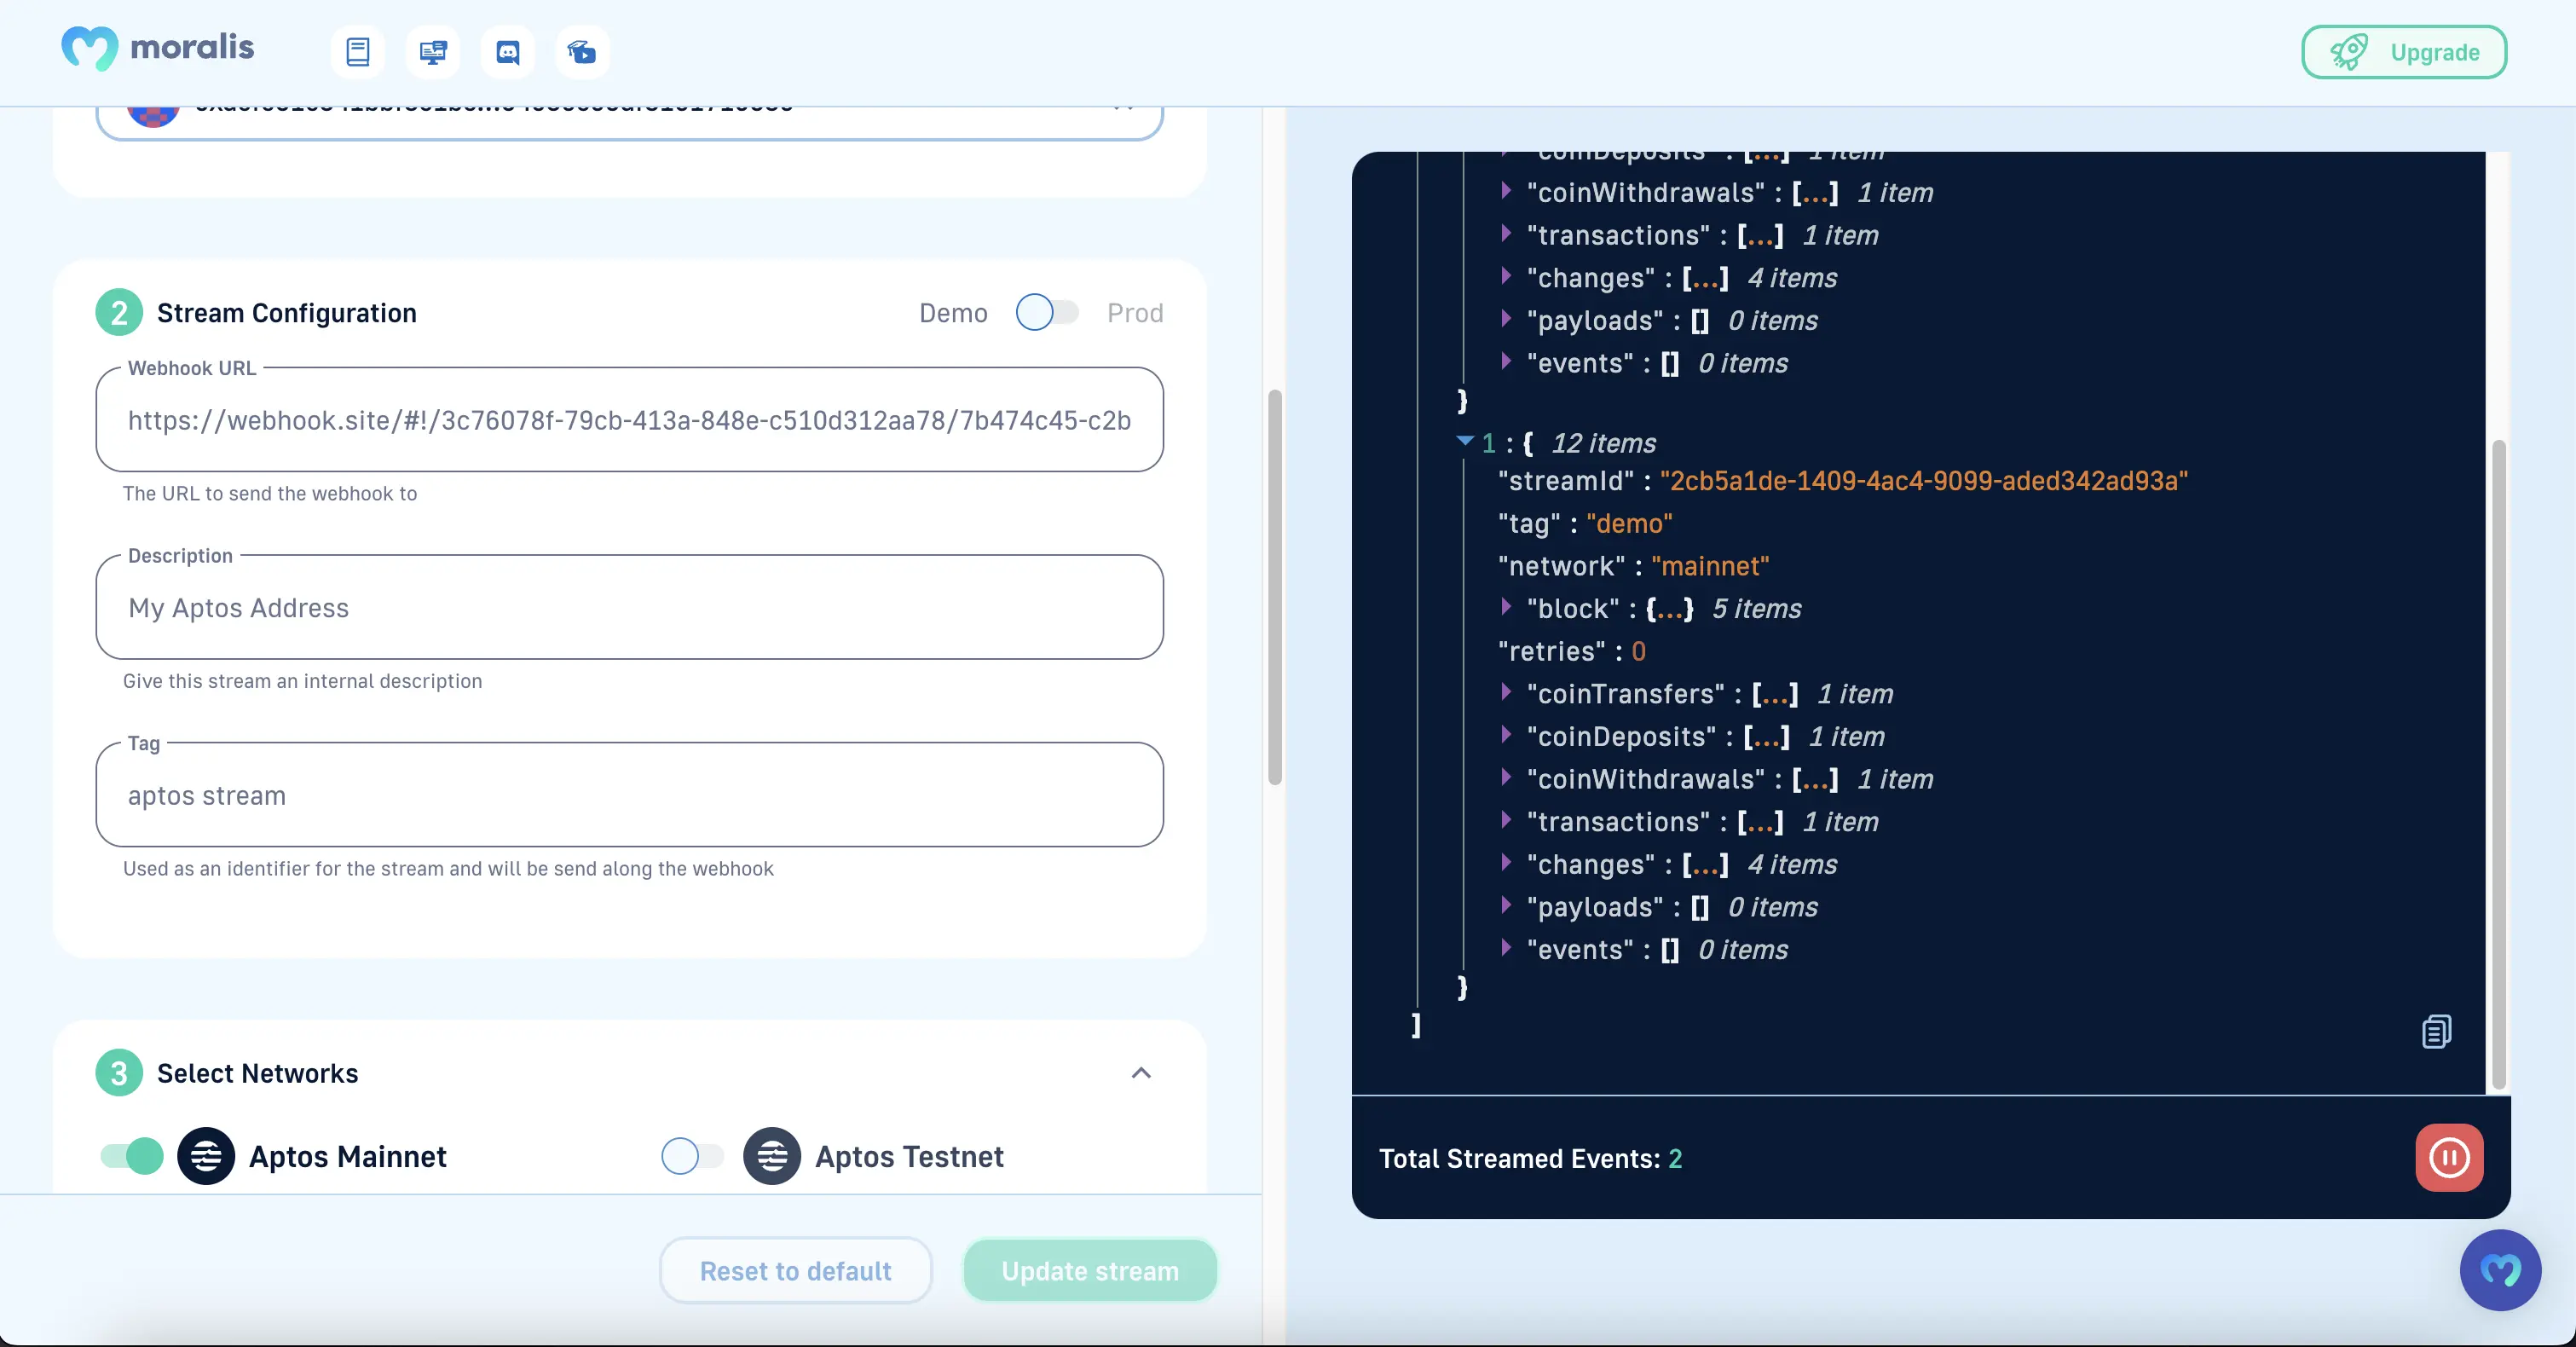 moralis
Upgrade
2 Stream Configuration
Demo
Prod
Webhook URL
https://webhook.site/#!/3c76078f-79cb-413a-848e-c510d312aa78/7b474c45-c2b
The URL to send the webhook to
Description
My Aptos Address
Give this stream an internal description
Tag
aptos stream
Used as an identifier for the stream and will be send along the webhook
3 Select Networks
Aptos Mainnet
Aptos Testnet
Reset to default
Update stream
"coinDeposits" : [...] 1 item
"coinWithdrawals" : [...] 1 item
"transactions" : [...] 1 item
"changes" : [...] 4 items
"payloads" : [] 0 items
"events" : [] 0 items
}
1 : { 12 items
"streamId" : "2cb5a1de-1409-4ac4-9099-aded342ad93a"
"tag" : "demo"
"network" : "mainnet"
"block" : {...} 5 items
"retries" : 0
"coinTransfers" : [...] 1 item
"coinDeposits" : [...] 1 item
"coinWithdrawals" : [...] 1 item
"transactions" : [...] 1 item
"changes" : [...] 4 items
"payloads" : [] 0 items
"events" : [] 0 items
}
]
Total Streamed Events: 2